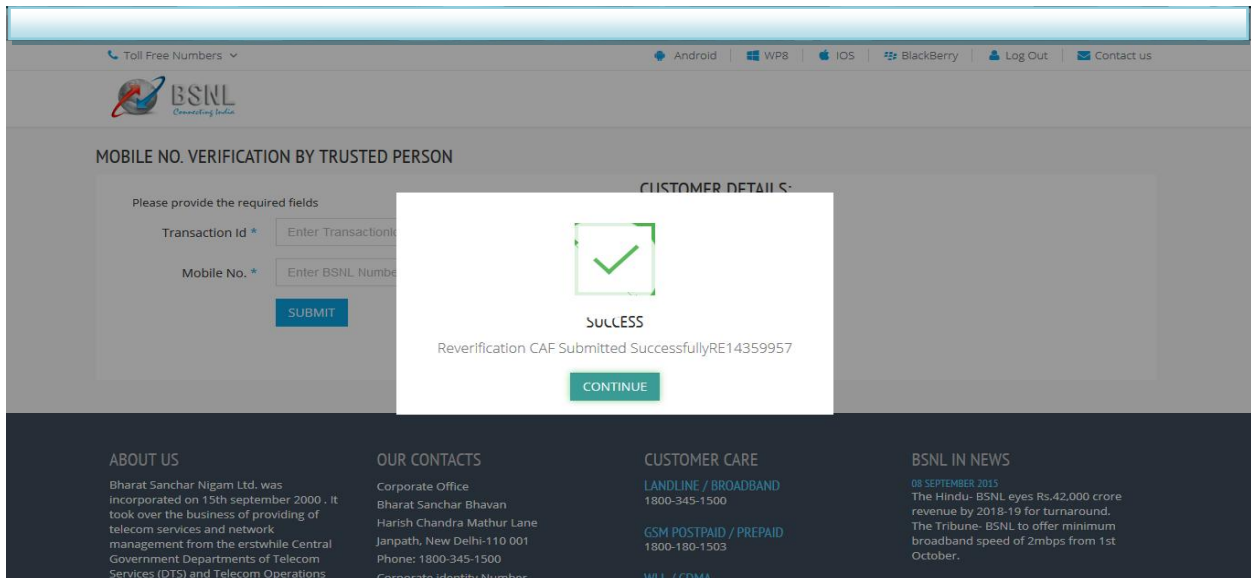 Toll Free Numbers
Android
WP8
IOS
BlackBerry
Log Out
Contact us
BSNL
Connecting India
MOBILE NO. VERIFICATION BY TRUSTED PERSON
CUSTOMER DETAILS:
Please provide the required fields
Transaction Id *
Enter Transactionid
Mobile No. *
Enter BSNL Numbe
SUBMIT
SUCCESS
Reverification CAF Submitted SuccessfullyRE14359957
CONTINUE
ABOUT US
Bharat Sanchar Nigam Ltd. was
incorporated on 15th september 2000 . It
took over the business of providing of
telecom services and network
management from the erstwhile Central
Government Departments of Telecom
Services (DTS) and Telecom Operations
OUR CONTACTS
Corporate Office
Bharat Sanchar Bhavan
Harish Chandra Mathur Lane
Janpath, New Delhi-110 001
Phone: 1800-345-1500
Corporate identity Number
CUSTOMER CARE
LANDLINE / BROADBAND
1800-345-1500
GSM POSTPAID / PREPAID
1800-180-1503
WLL / CDMA
BSNL IN NEWS
08 SEPTEMBER 2015
The Hindu- BSNL eyes Rs.42,000 crore
revenue by 2018-19 for turnaround.
The Tribune- BSNL to offer minimum
broadband speed of 2mbps from 1st
October.